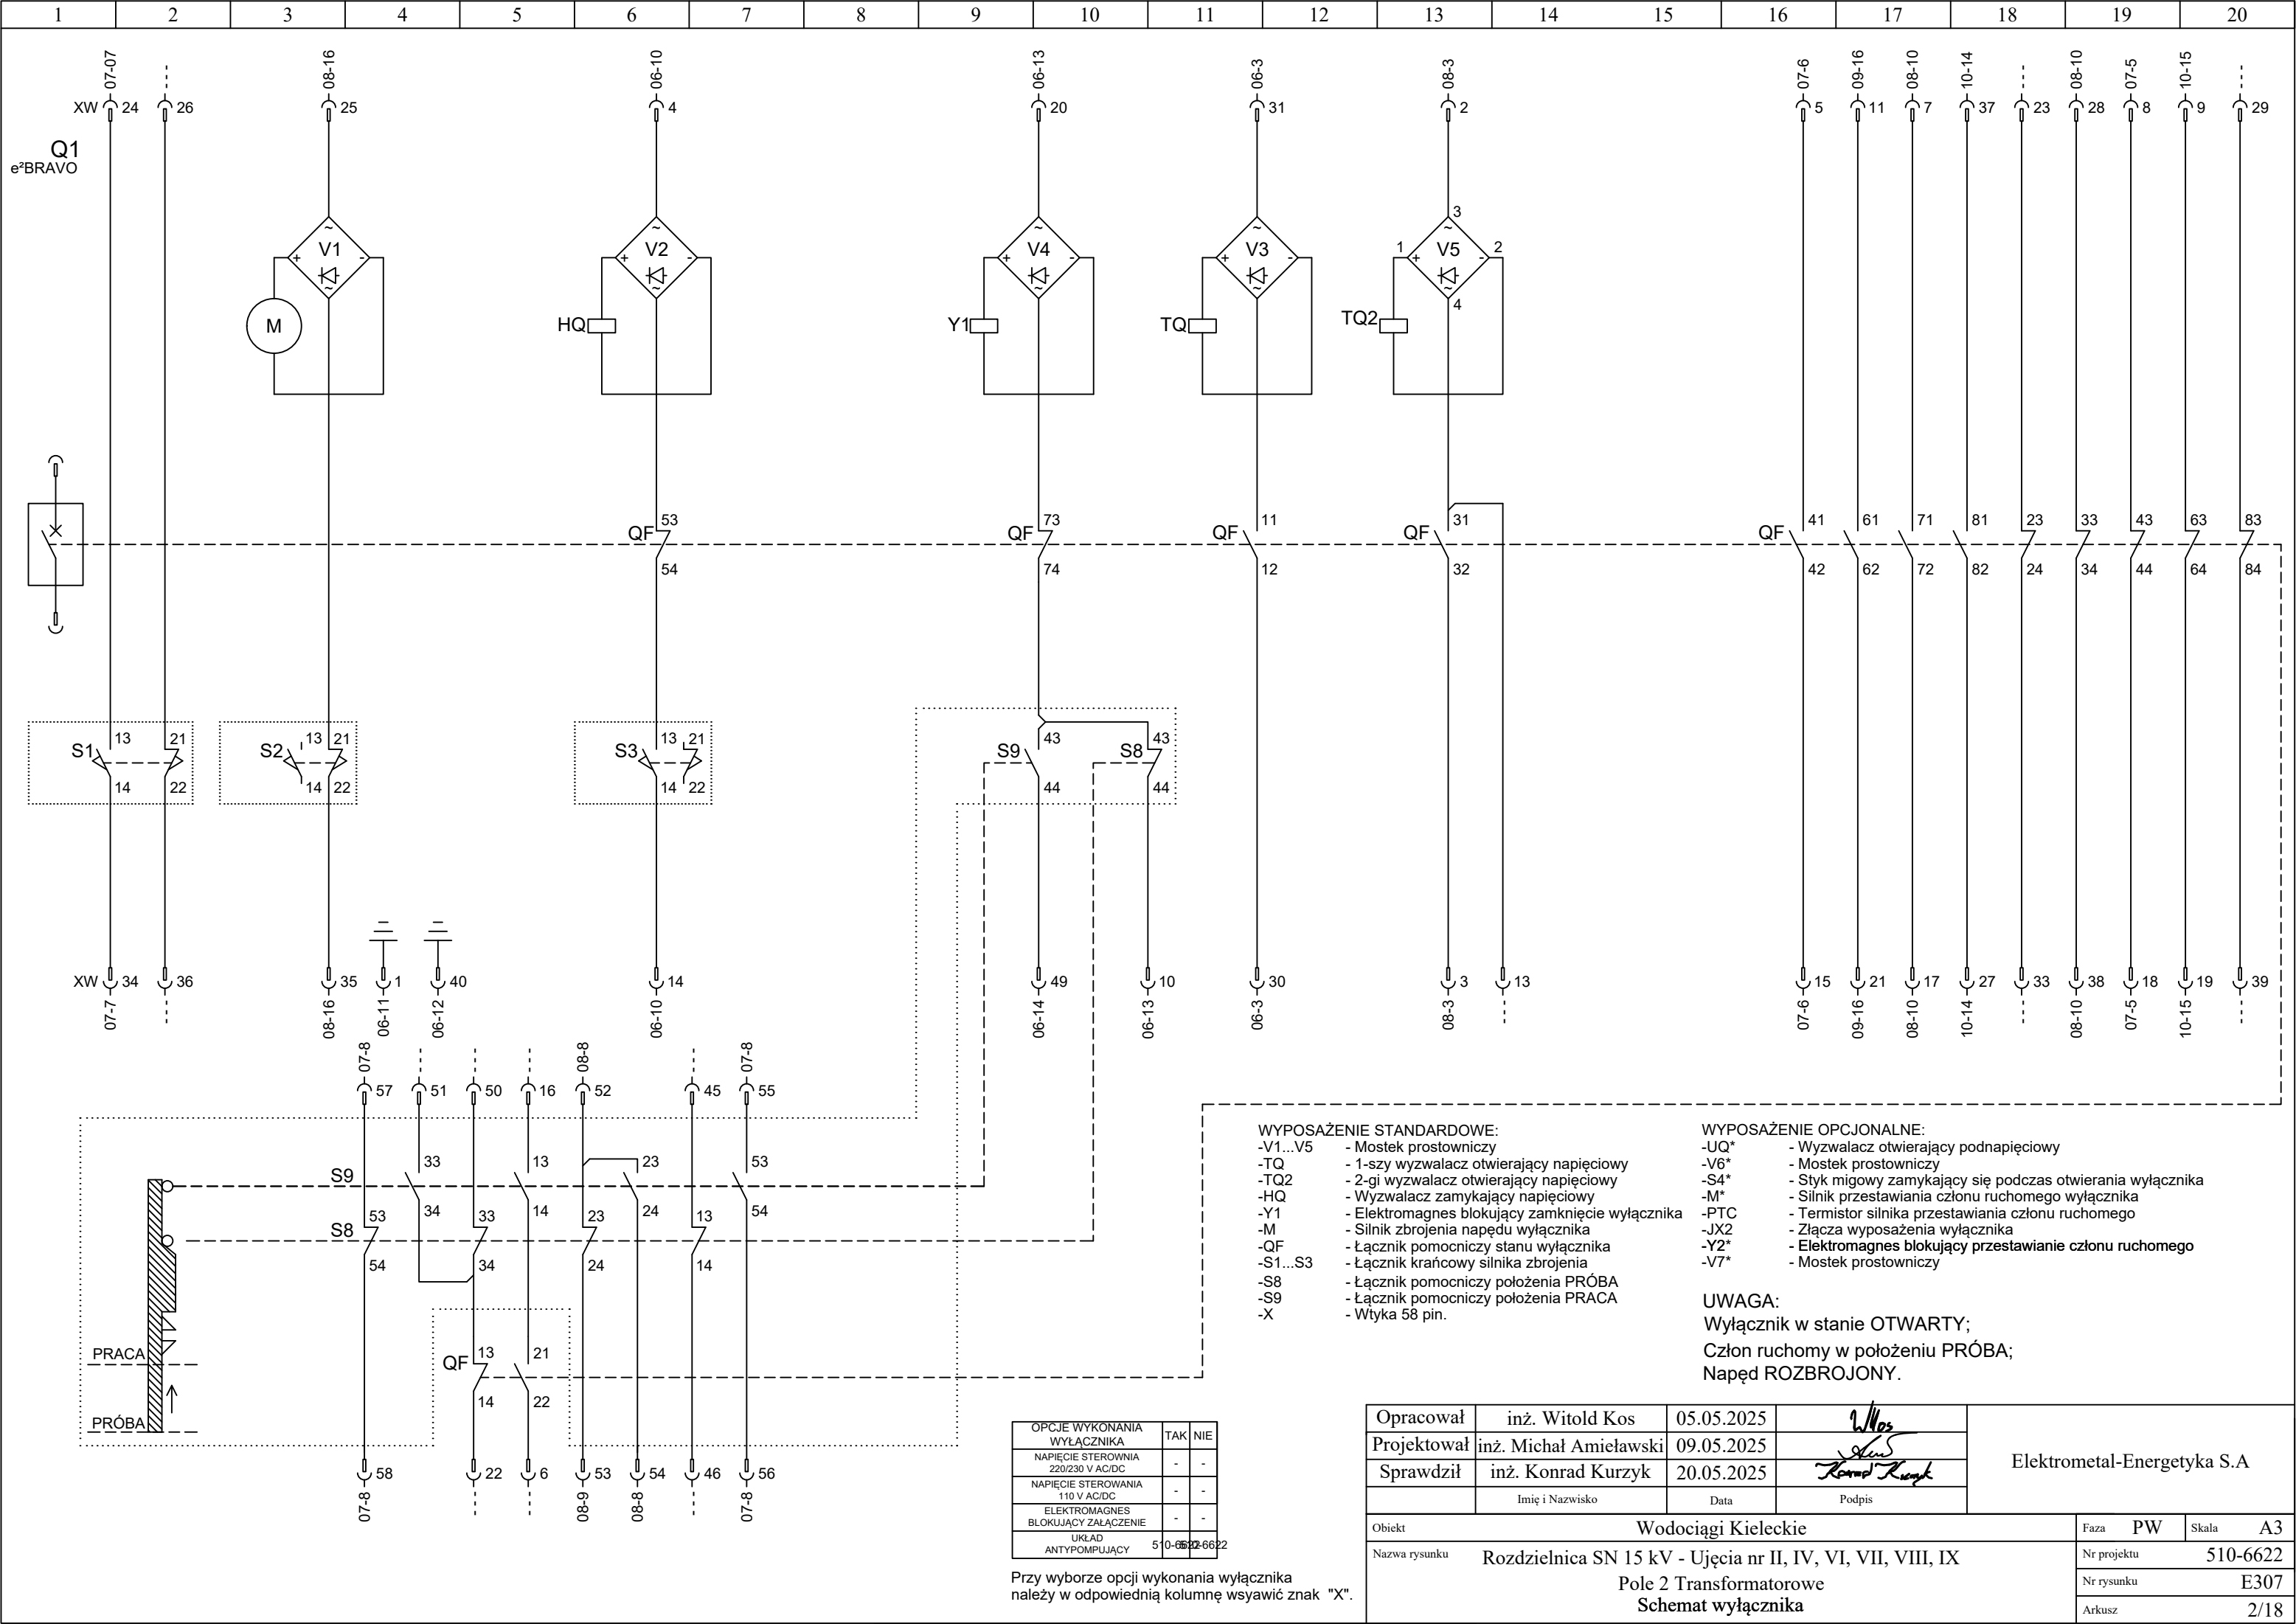 1 2 3 4 5 6 7 8 9 10 11 12 13 14 15 16 17 18 19 20
07-07 ---- 08-16 06-10 06-13 06-3 08-3 07-6 09-16 08-10 10-14 ---- 08-10 07-5 10-15 ----
XW 24 26 25 4 20 31 2 5 11 7 37 23 28 8 9 29
Q1
e²BRAVO
3
~ ~ ~ ~ ~
1 2
V1 V2 V4 V3 V5
+ - + - + - + - + -
~ ~ ~ ~ ~
4
M HQ Y1 TQ TQ2
53 73 11 31 41 61 71 81 23 33 43 63 83
QF QF QF QF QF
54 74 12 32 42 62 72 82 24 34 44 64 84
13 21 13 21 13 21 43 43
S1 S2 S3 S9 S8
14 22 14 22 14 22 44 44
XW 34 36 35 1 40 14 49 10 30 3 13 15 21 17 27 33 38 18 19 39
07-7 ---- 08-16 06-11 06-12 06-10 06-14 06-13 06-3 08-3 ---- 07-6 09-16 08-10 10-14 ---- 08-10 07-5 10-15 ----
07-8 ---- ---- ---- 08-8 ---- 07-8
57 51 50 16 52 45 55
33 13 23 53
S9
34 14 24 54
53 33 23 13
S8
54 34 24 14
PRACA
13 21
QF
14 22
PRÓBA
58 22 6 53 54 46 56
07-8 ---- ---- 08-9 08-8 ---- 07-8
WYPOSAŻENIE STANDARDOWE:
-V1...V5 - Mostek prostowniczy
-TQ - 1-szy wyzwalacz otwierający napięciowy
-TQ2 - 2-gi wyzwalacz otwierający napięciowy
-HQ - Wyzwalacz zamykający napięciowy
-Y1 - Elektromagnes blokujący zamknięcie wyłącznika
-M - Silnik zbrojenia napędu wyłącznika
-QF - Łącznik pomocniczy stanu wyłącznika
-S1...S3 - Łącznik krańcowy silnika zbrojenia
-S8 - Łącznik pomocniczy położenia PRÓBA
-S9 - Łącznik pomocniczy położenia PRACA
-X - Wtyka 58 pin.
WYPOSAŻENIE OPCJONALNE:
-UQ* - Wyzwalacz otwierający podnapięciowy
-V6* - Mostek prostowniczy
-S4* - Styk migowy zamykający się podczas otwierania wyłącznika
-M* - Silnik przestawiania członu ruchomego wyłącznika
-PTC - Termistor silnika przestawiania członu ruchomego
-JX2 - Złącza wyposażenia wyłącznika
-Y2* - Elektromagnes blokujący przestawianie członu ruchomego
-V7* - Mostek prostowniczy
UWAGA:
Wyłącznik w stanie OTWARTY;
Człon ruchomy w położeniu PRÓBA;
Napęd ROZBROJONY.
OPCJE WYKONANIA
WYŁĄCZNIKA
TAK NIE
NAPIĘCIE STEROWNIA
220/230 V AC/DC
- -
NAPIĘCIE STEROWANIA
110 V AC/DC
- -
ELEKTROMAGNES
BLOKUJĄCY ZAŁĄCZENIE
- -
UKŁAD
ANTYPOMPUJĄCY
510-6622 510-6622
Przy wyborze opcji wykonania wyłącznika
należy w odpowiednią kolumnę wsyawić znak "X".
Opracował inż. Witold Kos 05.05.2025
Projektował inż. Michał Amieławski 09.05.2025
Sprawdził inż. Konrad Kurzyk 20.05.2025 Konrad Kurzyk
Imię i Nazwisko Data Podpis
Elektrometal-Energetyka S.A
Obiekt Wodociągi Kieleckie
Faza PW Skala A3
Nazwa rysunku Rozdzielnica SN 15 kV - Ujęcia nr II, IV, VI, VII, VIII, IX
Pole 2 Transformatorowe
Schemat wyłącznika
Nr projektu 510-6622
Nr rysunku E307
Arkusz 2/18